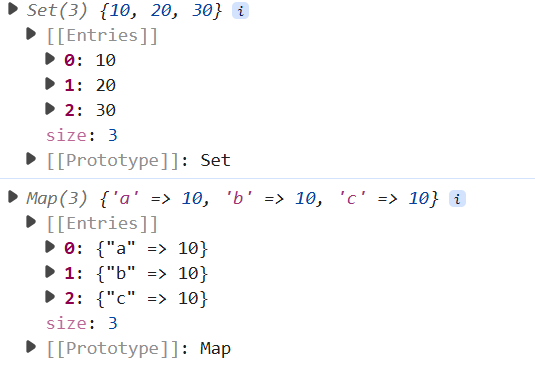 Set(3) {10, 20, 30} i
[[Entries]]
0: 10
1: 20
2: 30
size: 3
[[Prototype]]: Set
Map(3) {'a' => 10, 'b' => 10, 'c' => 10} i
[[Entries]]
0: {"a" => 10}
1: {"b" => 10}
2: {"c" => 10}
size: 3
[[Prototype]]: Map